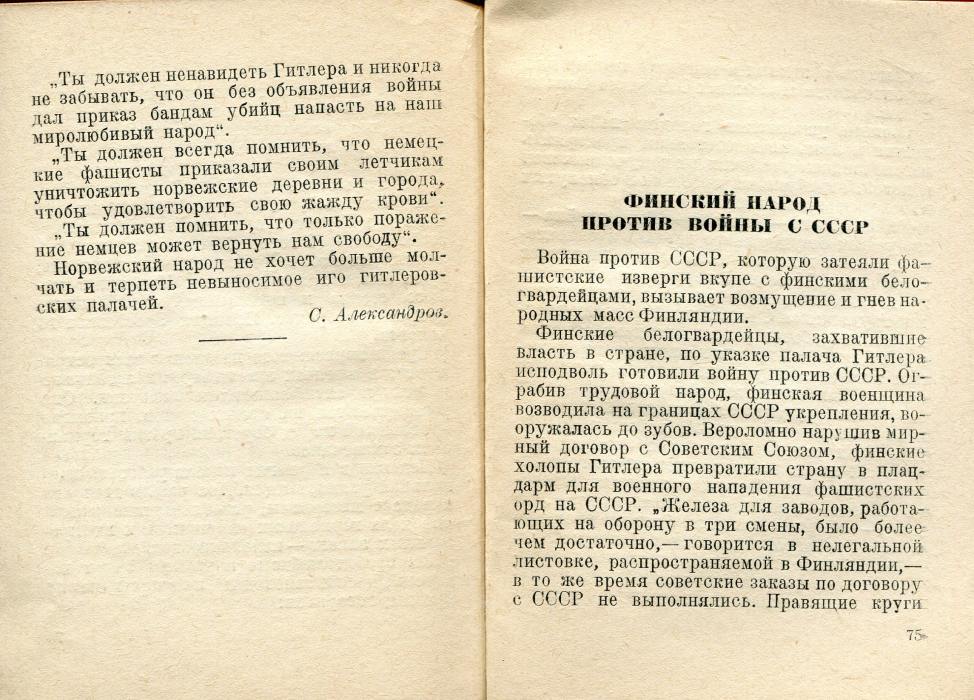 „Ты должен ненавидеть Гитлера и никогда
не забывать, что он без объявления войны
дал приказ бандам убийц напасть на наш
миролюбивый народ“.
„Ты должен всегда помнить, что немец-
кие фашисты приказали своим летчикам
уничтожить норвежские деревни и города,
чтобы удовлетворить свою жажду крови“.
„Ты должен помнить, что только пораже-
ние немцев может вернуть нам свободу“.
Норвежский народ не хочет больше мол-
чать и терпеть невыносимое иго гитлеров-
ских палачей.
С. Александров.
ФИНСКИЙ НАРОД
ПРОТИВ ВОЙНЫ С СССР
Война против СССР, которую затеяли фа-
шистские изверги вкупе с финскими бело-
гвардейцами, вызывает возмущение и гнев на-
родных масс Финляндии.
Финские белогвардейцы, захватившие
власть в стране, по указке палача Гитлера
исподволь готовили войну против СССР. Ог-
рабив трудовой народ, финская военщина
возводила на границах СССР укрепления, во-
оружалась до зубов. Вероломно нарушив мир-
ный договор с Советским Союзом, финские
холопы Гитлера превратили страну в плац-
дарм для военного нападения фашистских
орд на СССР. „Железа для заводов, работа-
ющих на оборону в три смены, было более
чем достаточно,— говорится в нелегальной
листовке, распространяемой в Финляндии,—
в то же время советские заказы по договору
с СССР не выполнялись. Правящие круги
75